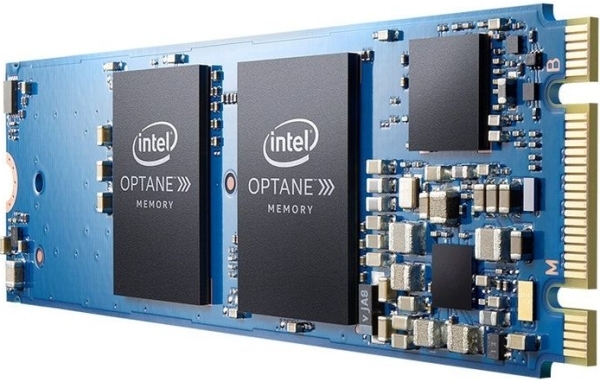 intel
OPTANE
MEMORY
intel
OPTANE
MEMORY
B
M